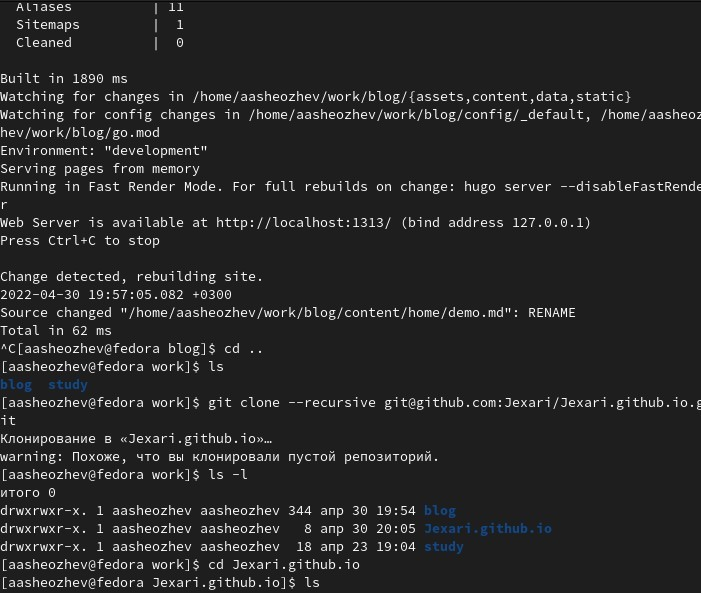 Aliases          | 11
Sitemaps         |  1
Cleaned          |  0
Built in 1890 ms
Watching for changes in /home/aasheozhev/work/blog/{assets,content,data,static}
Watching for config changes in /home/aasheozhev/work/blog/config/_default, /home/aasheoz
hev/work/blog/go.mod
Environment: "development"
Serving pages from memory
Running in Fast Render Mode. For full rebuilds on change: hugo server --disableFastRende
r
Web Server is available at http://localhost:1313/ (bind address 127.0.0.1)
Press Ctrl+C to stop
Change detected, rebuilding site.
2022-04-30 19:57:05.082 +0300
Source changed "/home/aasheozhev/work/blog/content/home/demo.md": RENAME
Total in 62 ms
^C[aasheozhev@fedora blog]$ cd ..
[aasheozhev@fedora work]$ ls
blog  study
[aasheozhev@fedora work]$ git clone --recursive git@github.com:Jexari/Jexari.github.io.g
it
Клонирование в «Jexari.github.io»…
warning: Похоже, что вы клонировали пустой репозиторий.
[aasheozhev@fedora work]$ ls -l
итого 0
drwxrwxr-x. 1 aasheozhev aasheozhev 344 апр 30 19:54 blog
drwxrwxr-x. 1 aasheozhev aasheozhev   8 апр 30 20:05 Jexari.github.io
drwxrwxr-x. 1 aasheozhev aasheozhev  18 апр 23 19:04 study
[aasheozhev@fedora work]$ cd Jexari.github.io
[aasheozhev@fedora Jexari.github.io]$ ls